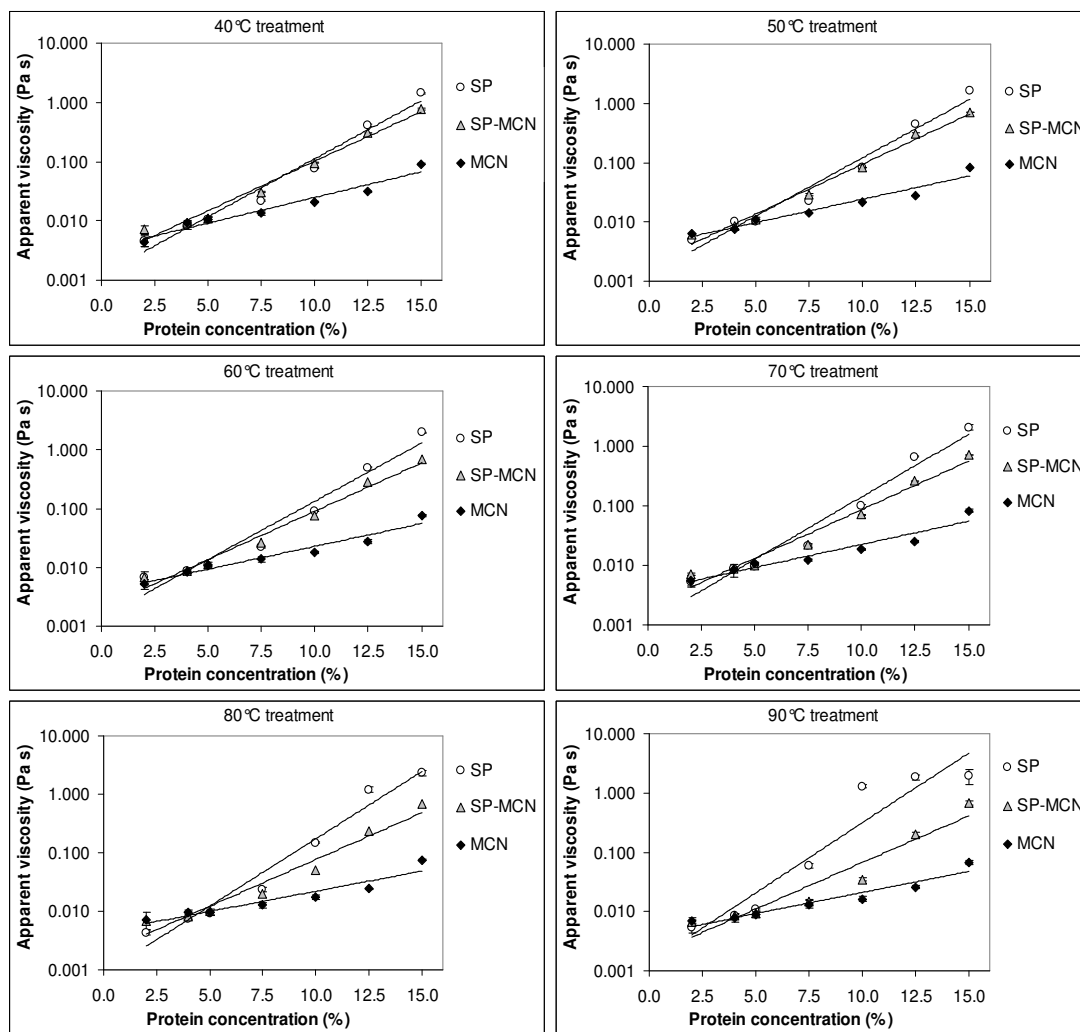 40°C treatment
Apparent viscosity (Pa s)
10.000
1.000
0.100
0.010
0.001
0.0 2.5 5.0 7.5 10.0 12.5 15.0
Protein concentration (%)
SP
SP-MCN
MCN
50°C treatment
Apparent viscosity (Pa s)
10.000
1.000
0.100
0.010
0.001
0.0 2.5 5.0 7.5 10.0 12.5 15.0
Protein concentration (%)
SP
SP-MCN
MCN
60°C treatment
Apparent viscosity (Pa s)
10.000
1.000
0.100
0.010
0.001
0.0 2.5 5.0 7.5 10.0 12.5 15.0
Protein concentration (%)
SP
SP-MCN
MCN
70°C treatment
Apparent viscosity (Pa s)
10.000
1.000
0.100
0.010
0.001
0.0 2.5 5.0 7.5 10.0 12.5 15.0
Protein concentration (%)
SP
SP-MCN
MCN
80°C treatment
Apparent viscosity (Pa s)
10.000
1.000
0.100
0.010
0.001
0.0 2.5 5.0 7.5 10.0 12.5 15.0
Protein concentration (%)
SP
SP-MCN
MCN
90°C treatment
Apparent viscosity (Pa s)
10.000
1.000
0.100
0.010
0.001
0.0 2.5 5.0 7.5 10.0 12.5 15.0
Protein concentration (%)
SP
SP-MCN
MCN